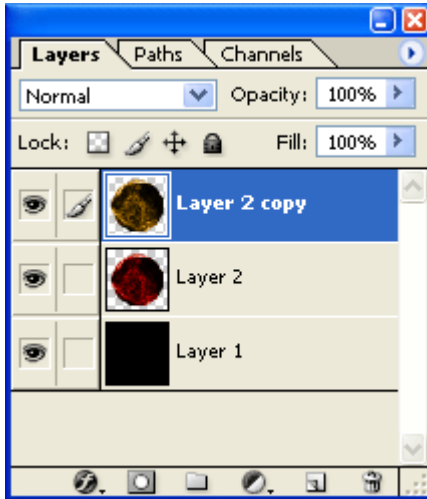 Layers Paths Channels
Normal Opacity: 100%
Lock: Fill: 100%
Layer 2 copy
Layer 2
Layer 1